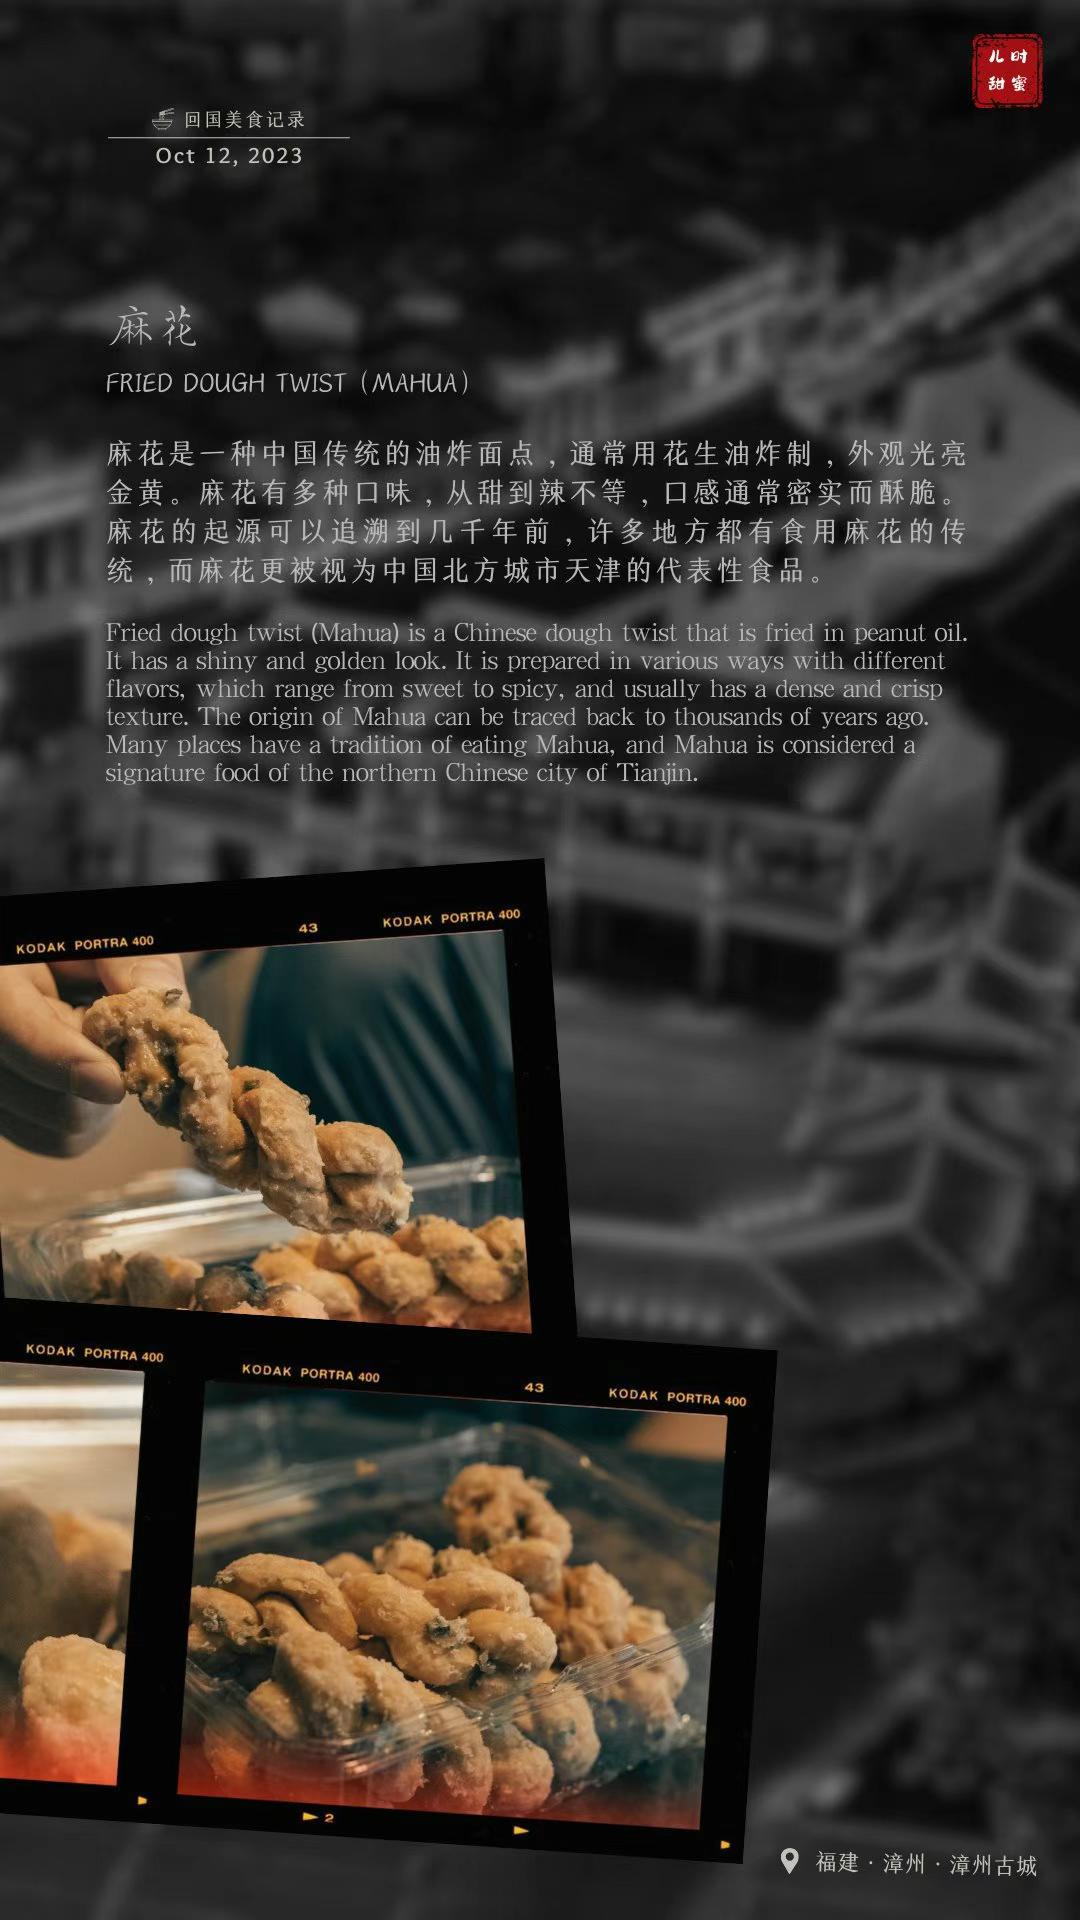 儿时
甜蜜
回国美食记录
Oct 12, 2023
麻花
FRIED DOUGH TWIST (MAHUA)
麻花是一种中国传统的油炸面点，通常用花生油炸制，外观光亮
金黄。麻花有多种口味，从甜到辣不等，口感通常密实而酥脆。
麻花的起源可以追溯到几千年前，许多地方都有食用麻花的传
统，而麻花更被视为中国北方城市天津的代表性食品。
Fried dough twist (Mahua) is a Chinese dough twist that is fried in peanut oil.
It has a shiny and golden look. It is prepared in various ways with different
flavors, which range from sweet to spicy, and usually has a dense and crisp
texture. The origin of Mahua can be traced back to thousands of years ago.
Many places have a tradition of eating Mahua, and Mahua is considered a
signature food of the northern Chinese city of Tianjin.
KODAK PORTRA 400 43 KODAK PORTRA 400
KODAK PORTRA 400 KODAK PORTRA 400 43 KODAK PORTRA 400
2
福建·漳州·漳州古城